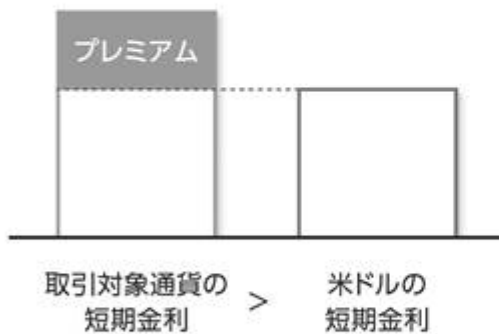 プレミアム
取引対象通貨の
短期金利
>
米ドルの
短期金利